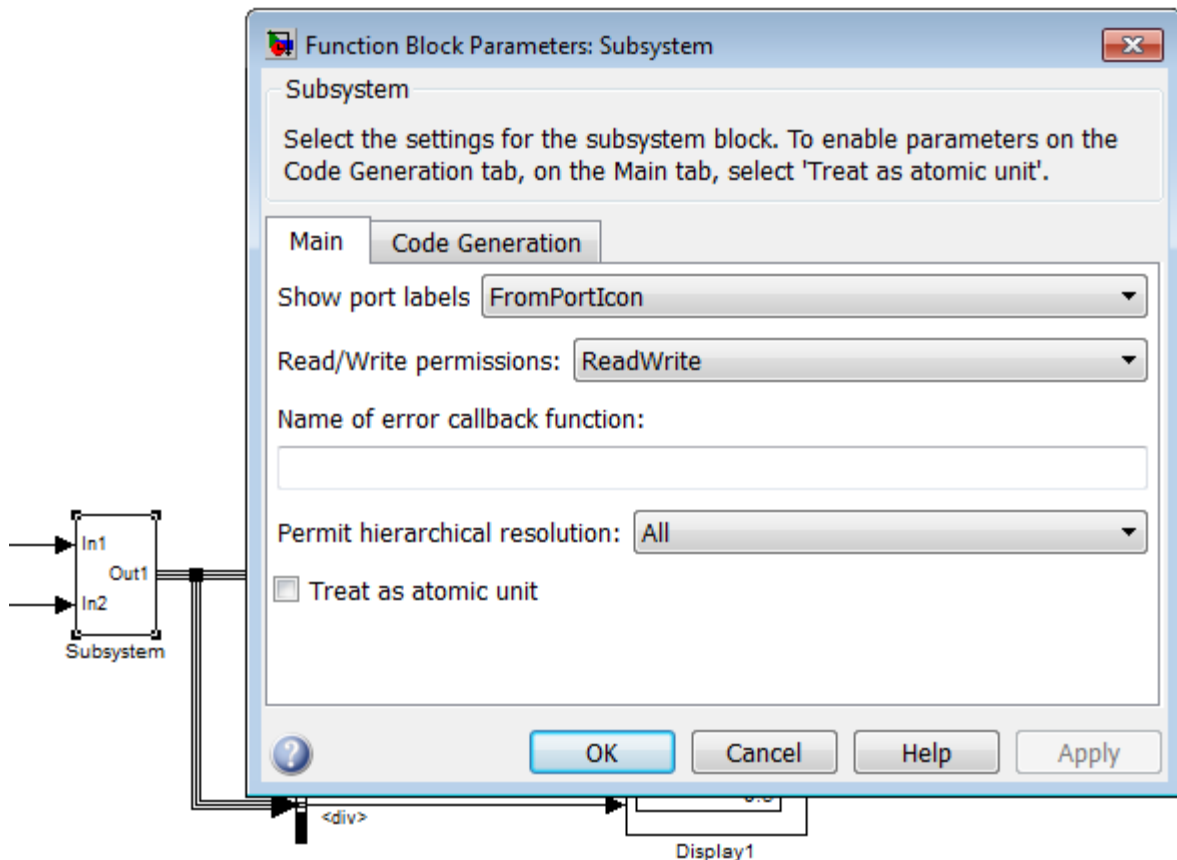 Function Block Parameters: Subsystem
Subsystem
Select the settings for the subsystem block. To enable parameters on the
Code Generation tab, on the Main tab, select 'Treat as atomic unit'.
Main
Code Generation
Show port labels FromPortIcon
Read/Write permissions: ReadWrite
Name of error callback function:
Permit hierarchical resolution: All
Treat as atomic unit
In1
Out1
In2
Subsystem
? OK Cancel Help Apply
<div>
Display1